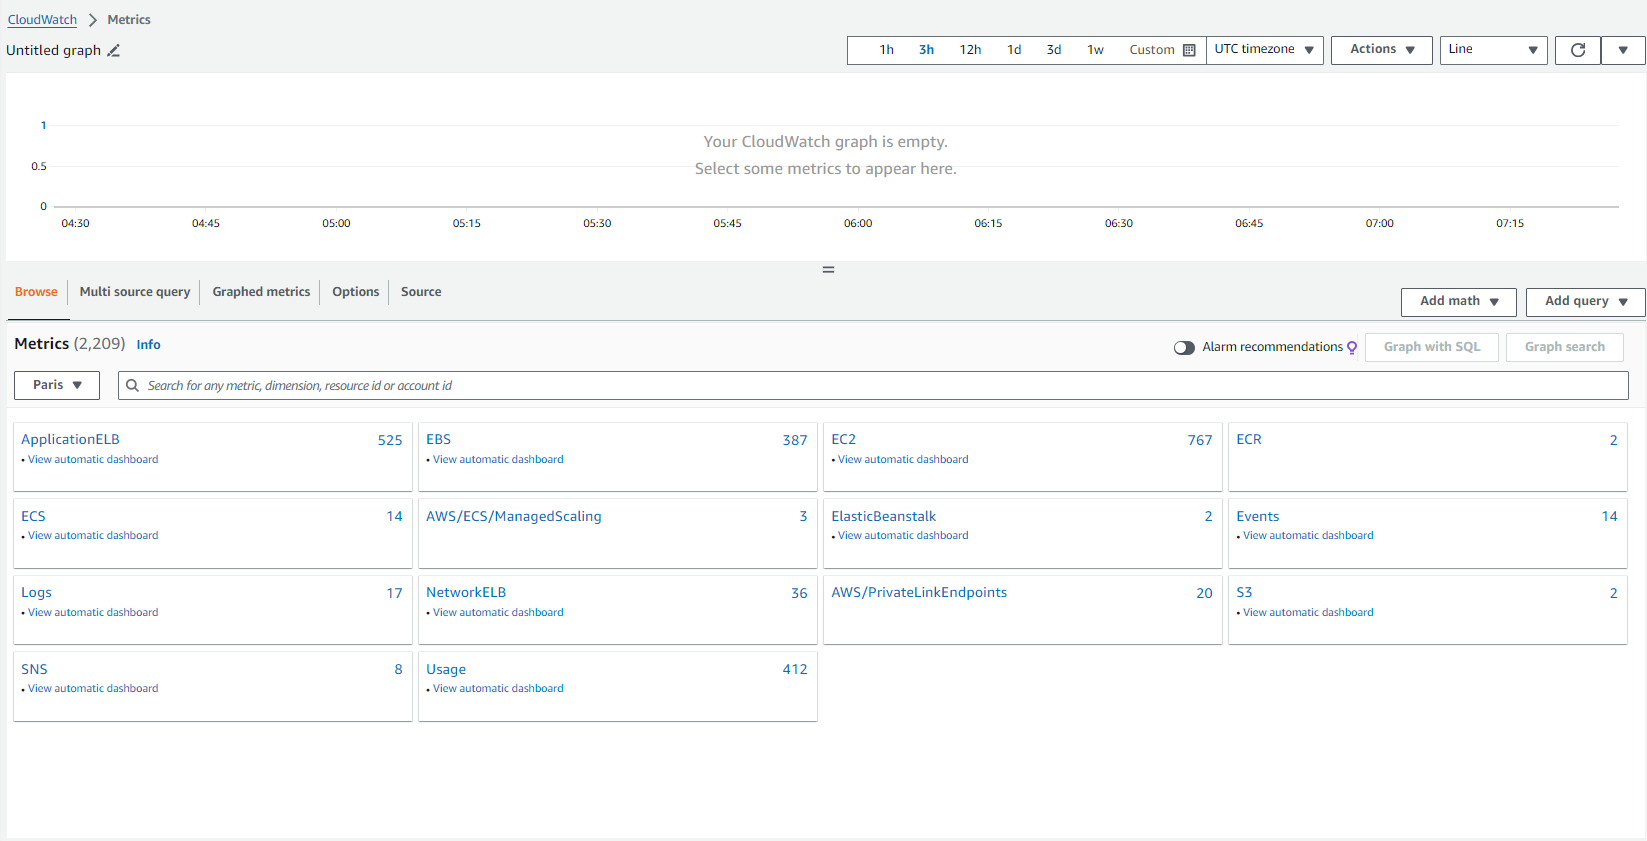 CloudWatch > Metrics
Untitled graph
1h 3h 12h 1d 3d 1w Custom UTC timezone Actions Line
1
Your CloudWatch graph is empty.
0.5
Select some metrics to appear here.
0
04:30 04:45 05:00 05:15 05:30 05:45 06:00 06:15 06:30 06:45 07:00 07:15
Browse Multi source query Graphed metrics Options Source
Add math Add query
Metrics (2,209) Info
Alarm recommendations Graph with SQL Graph search
Paris Search for any metric, dimension, resource id or account id
ApplicationELB 525 EBS 387 EC2 767 ECR 2
• View automatic dashboard • View automatic dashboard • View automatic dashboard
ECS 14 AWS/ECS/ManagedScaling 3 ElasticBeanstalk 2 Events 14
• View automatic dashboard • View automatic dashboard • View automatic dashboard
Logs 17 NetworkELB 36 AWS/PrivateLinkEndpoints 20 S3 2
• View automatic dashboard • View automatic dashboard • View automatic dashboard
SNS 8 Usage 412
• View automatic dashboard • View automatic dashboard